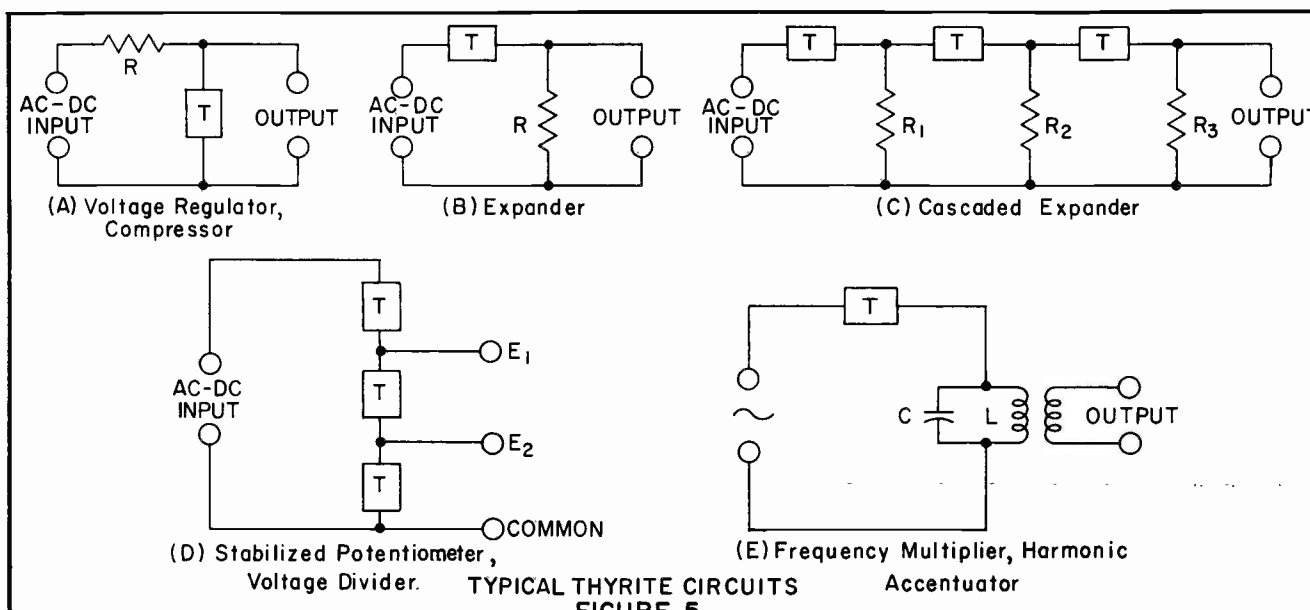 R
T
AC-DC
INPUT
OUTPUT
(A) Voltage Regulator,
Compressor
T
AC-DC
INPUT
R
OUTPUT
(B) Expander
T
T
T
AC-DC
INPUT
R1
R2
R3
OUTPUT
(C) Cascaded Expander
T
E1
AC-DC
INPUT
T
E2
T
COMMON
(D) Stabilized Potentiometer,
Voltage Divider.
T
C
L
OUTPUT
(E) Frequency Multiplier, Harmonic
Accentuator
TYPICAL THYRITE CIRCUITS
FIGURE 5